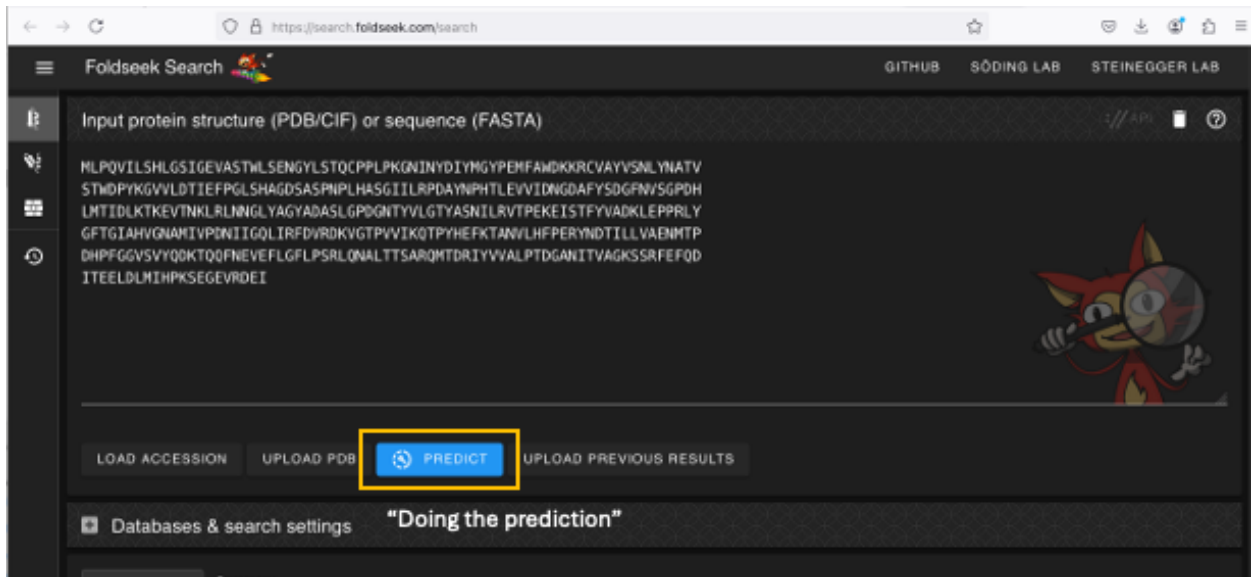 https://search.foldseek.com/search
Foldseek Search
GITHUB SÖDING LAB STEINEGGER LAB
Input protein structure (PDB/CIF) or sequence (FASTA)
://API
MLPQVILSHLGSIGEVASTWLSENGYLSTQCPPLPKGNINYDIYMGYPEMFAWDKKRCVAYVSNLYNATV
STWDPYKGVVLDTIEFPGLSHAGDSASPNPLHASGIILRPDAYNPHTLEVVIDNGDAFYSDGFNVSGPDH
LMTIDLKTKEVTNKLRLNNGLYAGYADASLGPDGNTYVLGTYASNILRVTPEKEISTFYVADKLEPPRLY
GFTGIAHVGNAMIVPDNIIGQLIRFDVRDKVGTPVVIKQTPYHEFKTANVLHFPERYNDTILLVAENMTP
DHPFGGVSVYQDKTQQFNEVEFLGFLPSRLQNALTTSARQMTDRIYVVALPTDGANITVAGKSSRFEFQD
ITEELDLMIHPKSEGEVRDEI
LOAD ACCESSION UPLOAD PDB PREDICT UPLOAD PREVIOUS RESULTS
Databases & search settings "Doing the prediction"